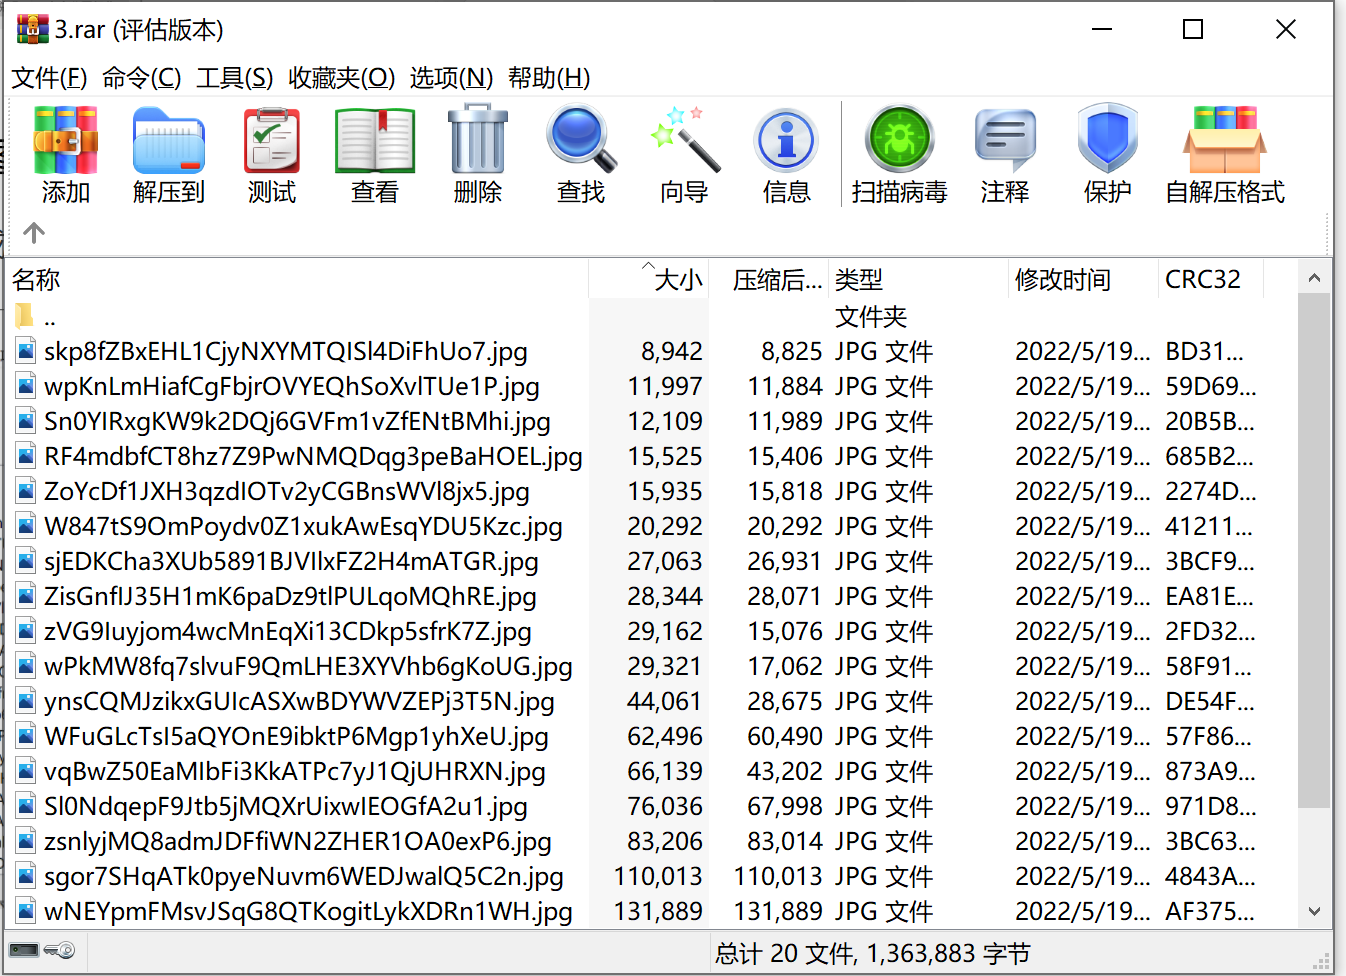 3.rar (评估版本)
文件(F) 命令(C) 工具(S) 收藏夹(O) 选项(N) 帮助(H)
添加 解压到 测试 查看 删除 查找 向导 信息 扫描病毒 注释 保护 自解压格式
名称 大小 压缩后... 类型 修改时间 CRC32
.. 文件夹
skp8fZBxEHL1CjyNXYMTQISl4DiFhUo7.jpg 8,942 8,825 JPG 文件 2022/5/19... BD31...
wpKnLmHiafCgFbjrOVYEQhSoXvlTUe1P.jpg 11,997 11,884 JPG 文件 2022/5/19... 59D69...
Sn0YIRxgKW9k2DQj6GVFm1vZfENtBMhi.jpg 12,109 11,989 JPG 文件 2022/5/19... 20B5B...
RF4mdbfCT8hz7Z9PwNMQDqg3peBaHOEL.jpg 15,525 15,406 JPG 文件 2022/5/19... 685B2...
ZoYcDf1JXH3qzdIOTv2yCGBnsWVl8jx5.jpg 15,935 15,818 JPG 文件 2022/5/19... 2274D...
W847tS9OmPoydv0Z1xukAwEsqYDU5Kzc.jpg 20,292 20,292 JPG 文件 2022/5/19... 41211...
sjEDKCha3XUb5891BJVIlxFZ2H4mATGR.jpg 27,063 26,931 JPG 文件 2022/5/19... 3BCF9...
ZisGnfIJ35H1mK6paDz9tlPULqoMQhRE.jpg 28,344 28,071 JPG 文件 2022/5/19... EA81E...
zVG9Iuyjom4wcMnEqXi13CDkp5sfrK7Z.jpg 29,162 15,076 JPG 文件 2022/5/19... 2FD32...
wPkMW8fq7slvuF9QmLHE3XYVhb6gKoUG.jpg 29,321 17,062 JPG 文件 2022/5/19... 58F91...
ynsCQMJzikxGUIcASXwBDYWVZEPj3T5N.jpg 44,061 28,675 JPG 文件 2022/5/19... DE54F...
WFuGLcTsI5aQYOnE9ibktP6Mgp1yhXeU.jpg 62,496 60,490 JPG 文件 2022/5/19... 57F86...
vqBwZ50EaMIbFi3KkATPc7yJ1QjUHRXN.jpg 66,139 43,202 JPG 文件 2022/5/19... 873A9...
Sl0NdqepF9Jtb5jMQXrUixwIEOGfA2u1.jpg 76,036 67,998 JPG 文件 2022/5/19... 971D8...
zsnlyjMQ8admJDFfiWN2ZHER1OA0exP6.jpg 83,206 83,014 JPG 文件 2022/5/19... 3BC63...
sgor7SHqATk0pyeNuvm6WEDJwalQ5C2n.jpg 110,013 110,013 JPG 文件 2022/5/19... 4843A...
wNEYpmFMsvJSqG8QTKogitLykXDRn1WH.jpg 131,889 131,889 JPG 文件 2022/5/19... AF375...
总计 20 文件, 1,363,883 字节